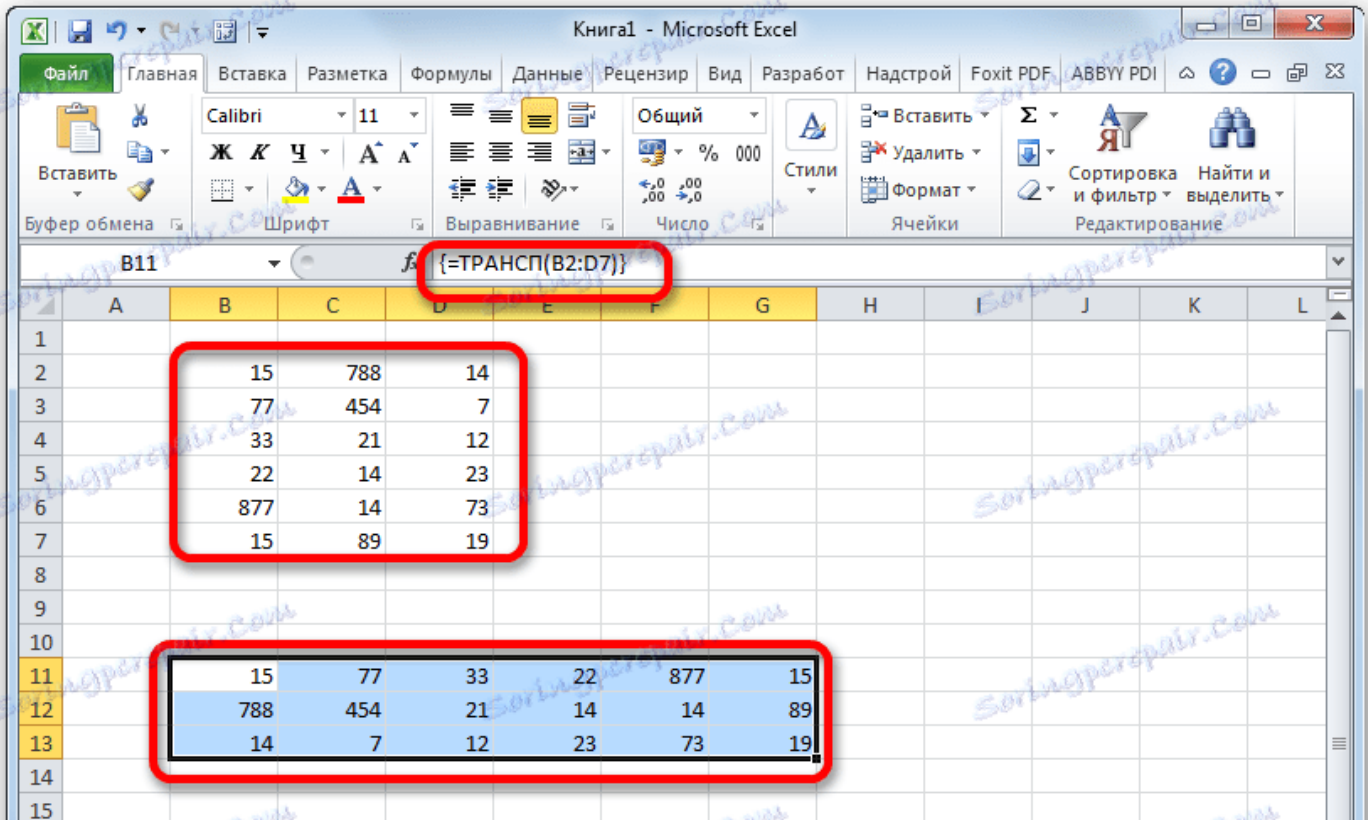 Книга1 - Microsoft Excel
Файл Главная Вставка Разметка Формулы Данные Рецензир Вид Разработ Надстрой Foxit PDF ABBYY PDI
Calibri 11 Общий Σ А Я
Вставить Ж К Ч А А % 000 Стили Вставить Удалить Формат Сортировка и фильтр Найти и выделить
Буфер обмена Шрифт Выравнивание Число Ячейки Редактирование
B11 fx {=ТРАНСП(B2:D7)}
A B C D E F G H I J K L
1
2 15 788 14
3 77 454 7
4 33 21 12
5 22 14 23
6 877 14 73
7 15 89 19
8
9
10
11 15 77 33 22 877 15
12 788 454 21 14 14 89
13 14 7 12 23 73 19
14
15
Soringpcrepair.Com